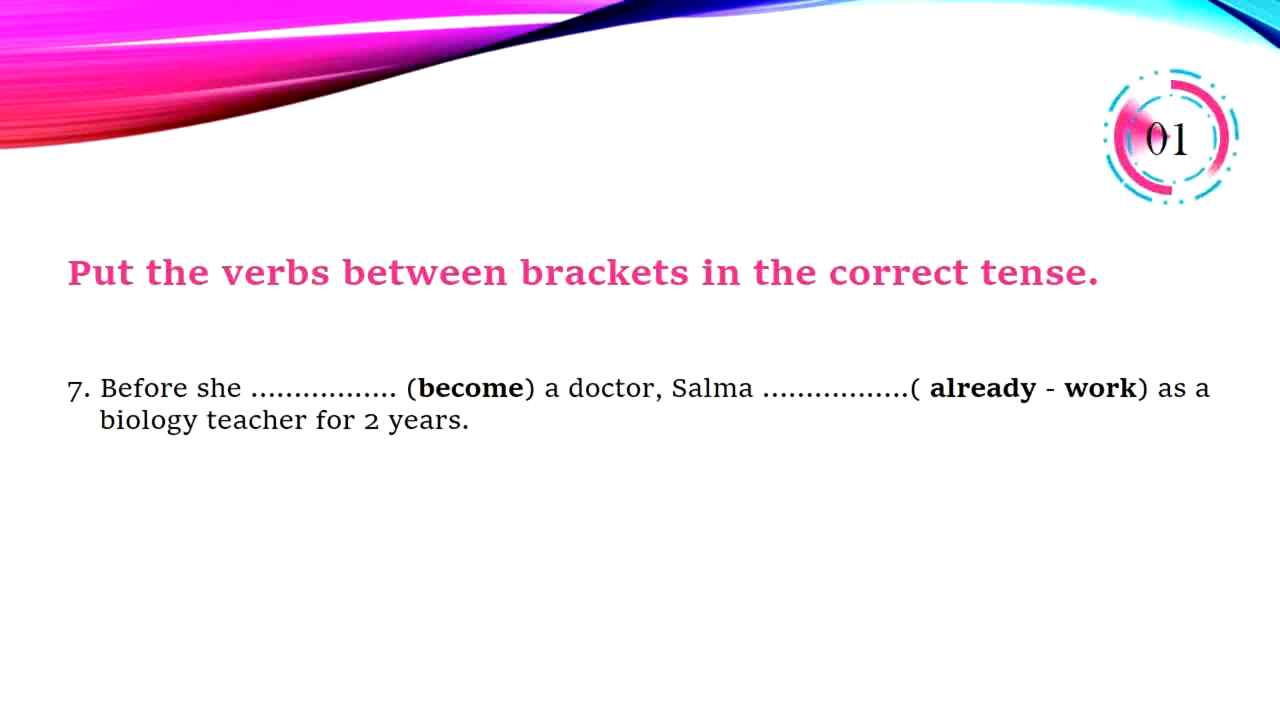 01
Put the verbs between brackets in the correct tense.
7. Before she ................. (become) a doctor, Salma .................( already - work) as a
biology teacher for 2 years.